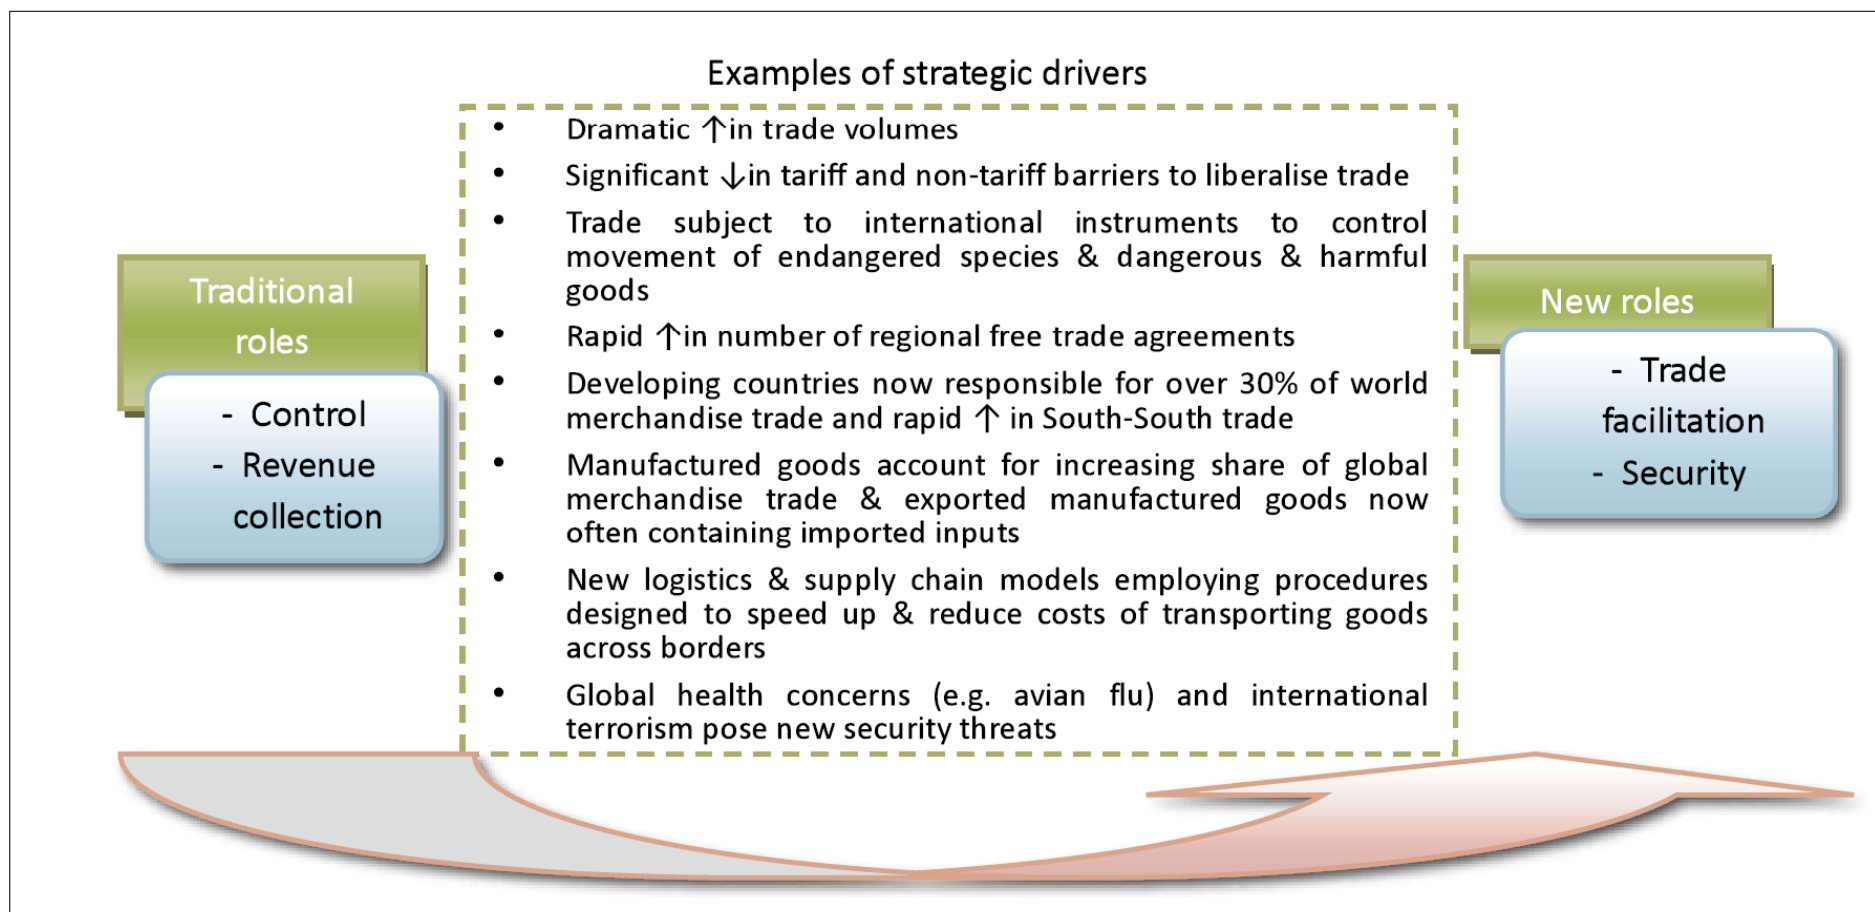 Examples of strategic drivers
• Dramatic ↑in trade volumes
• Significant ↓in tariff and non-tariff barriers to liberalise trade
• Trade subject to international instruments to control
movement of endangered species & dangerous & harmful
goods
• Rapid ↑in number of regional free trade agreements
• Developing countries now responsible for over 30% of world
merchandise trade and rapid ↑ in South-South trade
• Manufactured goods account for increasing share of global
merchandise trade & exported manufactured goods now
often containing imported inputs
• New logistics & supply chain models employing procedures
designed to speed up & reduce costs of transporting goods
across borders
• Global health concerns (e.g. avian flu) and international
terrorism pose new security threats
Traditional
roles
- Control
- Revenue
collection
New roles
- Trade
facilitation
- Security